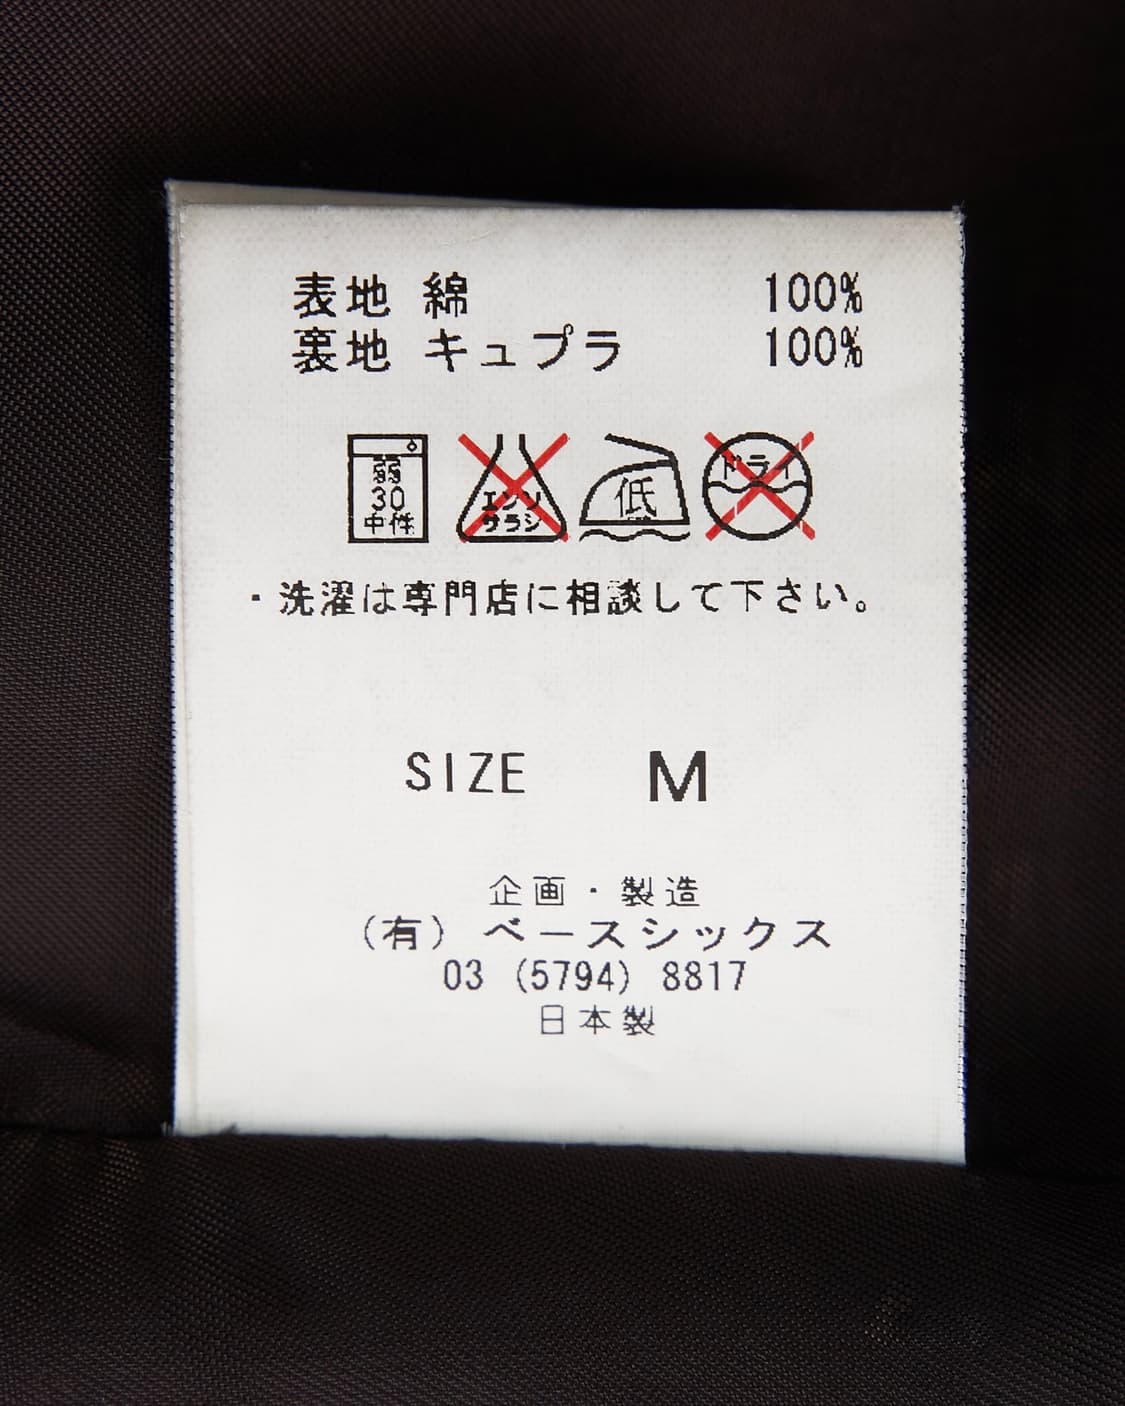 表地 綿 100%
裏地 キュプラ 100%
弱
30
中性
エンソ
サラシ
低
ドライ
・洗濯は専門店に相談して下さい。
SIZE M
企画・製造
(有) ベースシックス
03 (5794) 8817
日本製